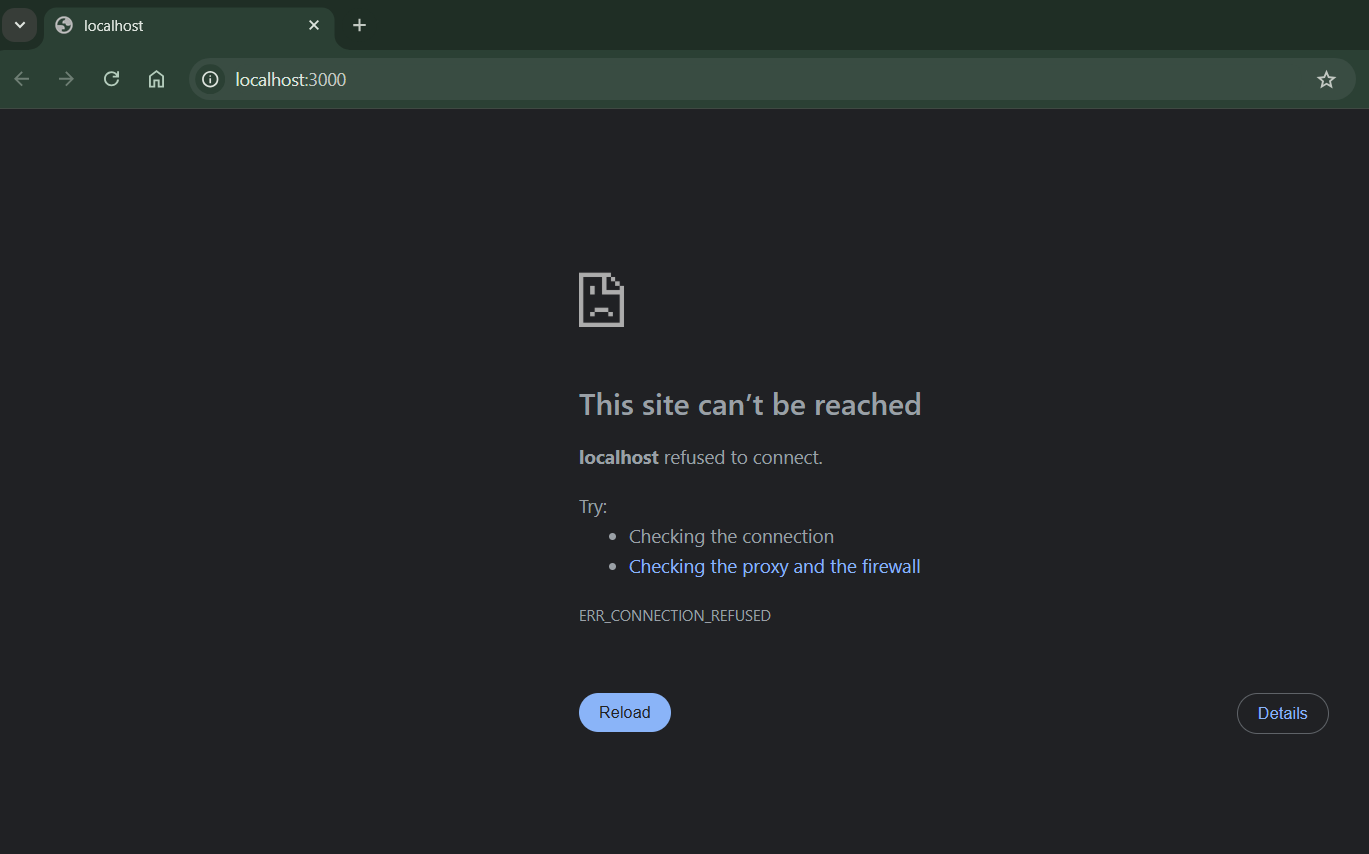 localhost
localhost:3000
This site can’t be reached
localhost refused to connect.
Try:
Checking the connection
Checking the proxy and the firewall
ERR_CONNECTION_REFUSED
Reload
Details